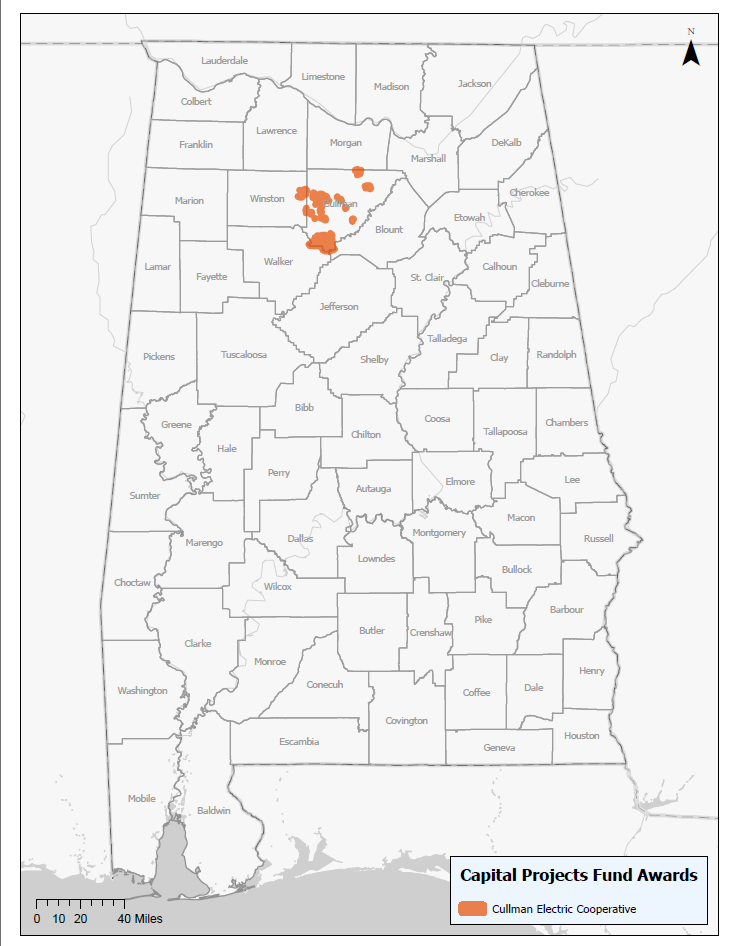 N
Lauderdale
Limestone
Madison
Jackson
Colbert
Lawrence
Franklin
Morgan
DeKalb
Marshall
Marion
Winston
Cullman
Cherokee
Etowah
Blount
Walker
Lamar
Fayette
St. Clair
Calhoun
Cleburne
Jefferson
Talladega
Pickens
Tuscaloosa
Shelby
Clay
Randolph
Bibb
Greene
Hale
Chilton
Coosa
Tallapoosa
Chambers
Perry
Sumter
Autauga
Elmore
Lee
Macon
Marengo
Dallas
Montgomery
Russell
Lowndes
Bullock
Choctaw
Wilcox
Barbour
Clarke
Butler
Crenshaw
Pike
Monroe
Henry
Washington
Conecuh
Coffee
Dale
Covington
Escambia
Geneva
Houston
Mobile
Baldwin
Capital Projects Fund Awards
Cullman Electric Cooperative
0 10 20 40 Miles